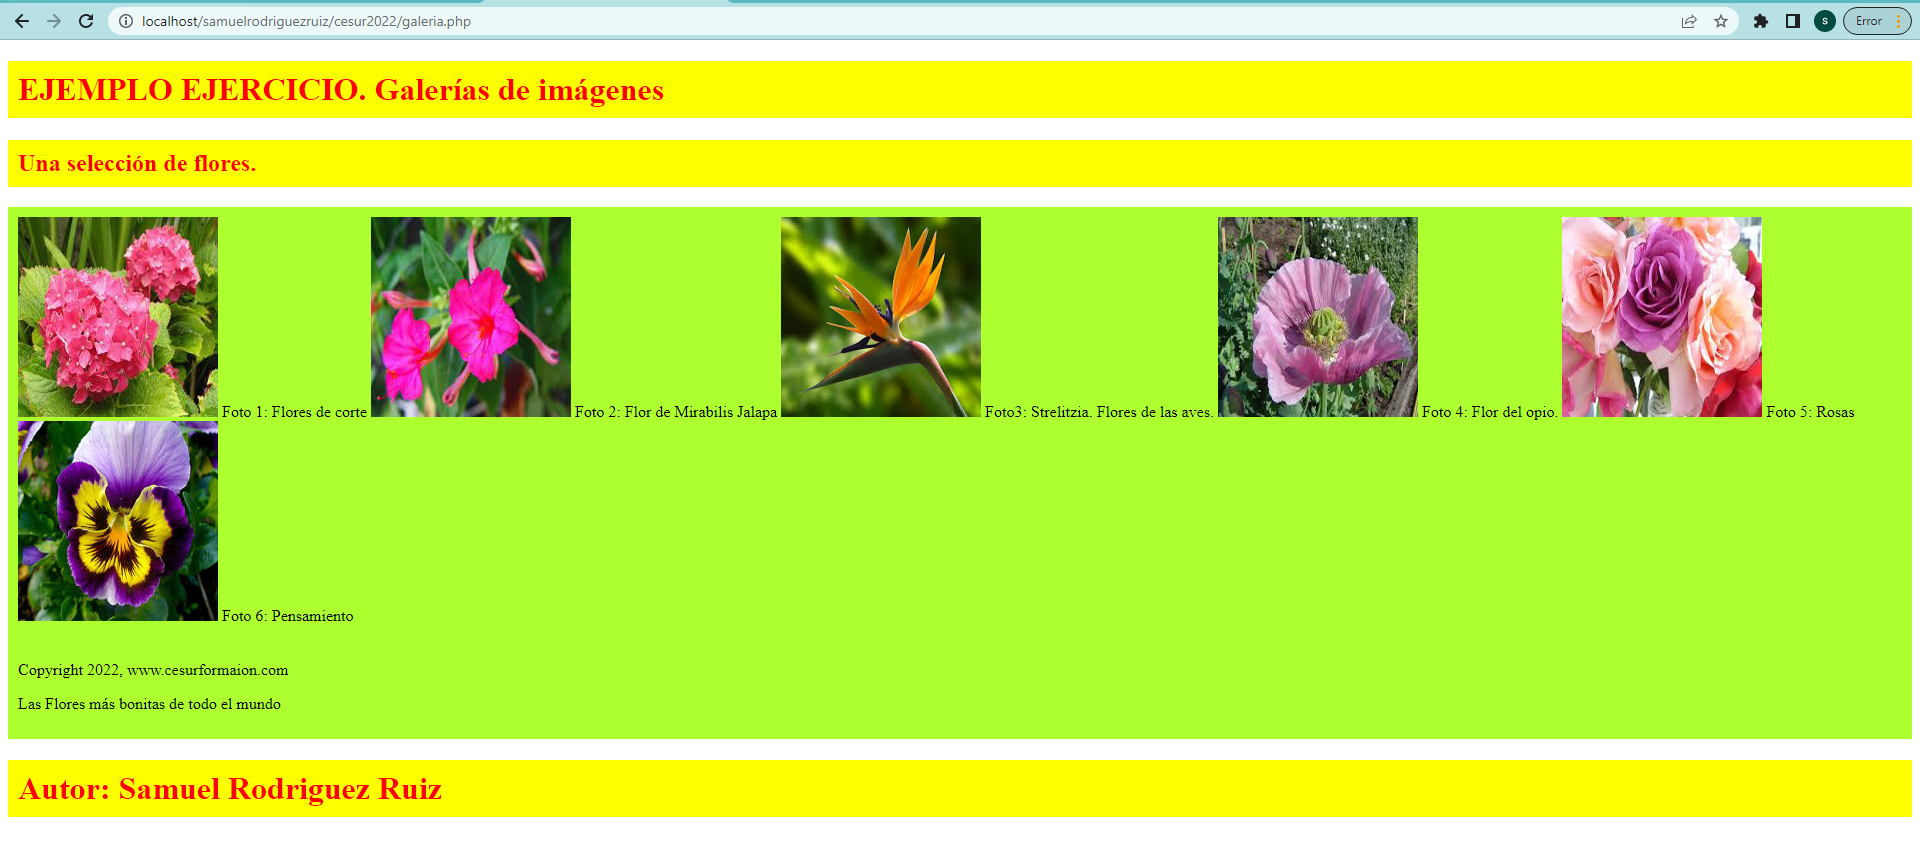 localhost/samuelrodriguezruiz/cesur2022/galeria.php
S
Error
EJEMPLO EJERCICIO. Galerías de imágenes
Una selección de flores.
Foto 1: Flores de corte
Foto 2: Flor de Mirabilis Jalapa
Foto3: Strelitzia. Flores de las aves.
Foto 4: Flor del opio.
Foto 5: Rosas
Foto 6: Pensamiento
Copyright 2022, www.cesurformaion.com
Las Flores más bonitas de todo el mundo
Autor: Samuel Rodriguez Ruiz